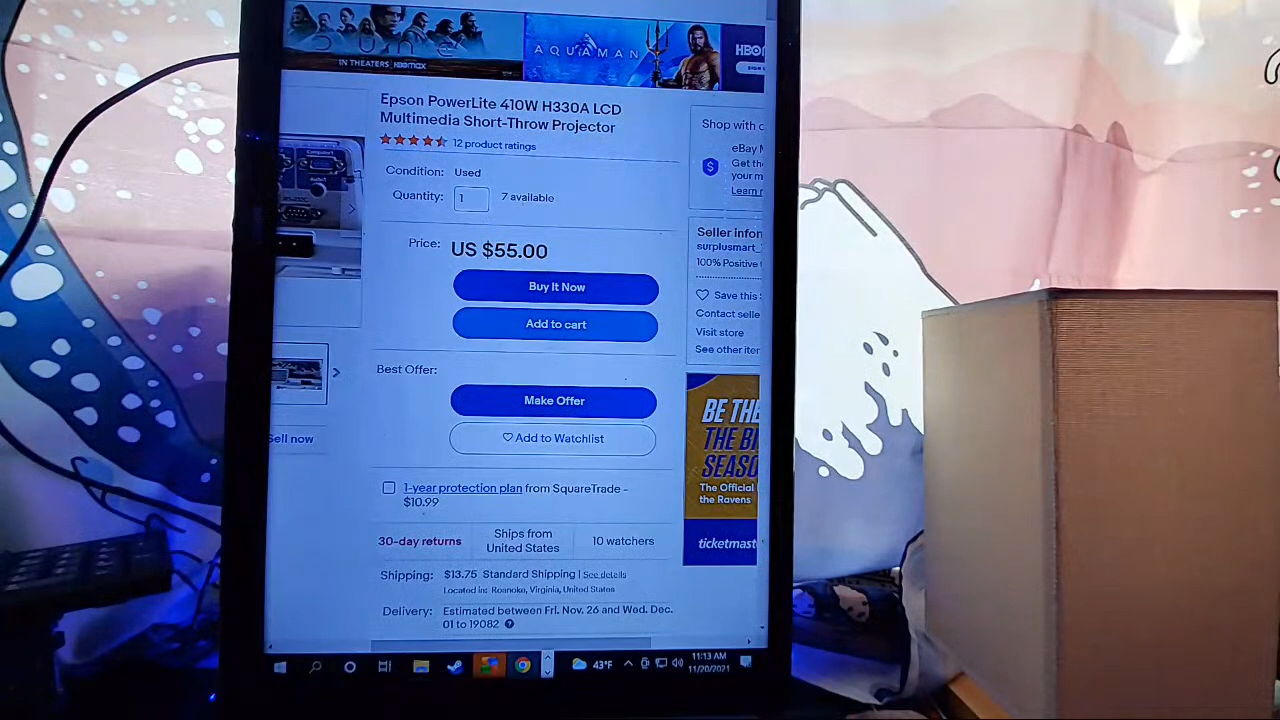 DUNE
IN THEATERS HBOMAX
AQUAMAN
HBO
Epson PowerLite 410W H330A LCD
Multimedia Short-Throw Projector
12 product ratings
Condition: Used
Quantity: 1 7 available
Price: US $55.00
Buy It Now
Add to cart
Best Offer:
Make Offer
Add to Watchlist
Sell now
1-year protection plan from SquareTrade -
$10.99
30-day returns
Ships from
United States
10 watchers
Shipping: $13.75 Standard Shipping | See details
Located in: Roanoke, Virginia, United States
Delivery: Estimated between Fri. Nov. 26 and Wed. Dec.
01 to 19082
Shop with c
eBay M
Get the
your m
Learn
Seller infor
surplusmart_
100% Positive
Save this
Contact selle
Visit store
See other iter
BE THE
THE BI
SEASO
The Official
the Ravens
ticketmast
43°F
11:13 AM
11/20/2021